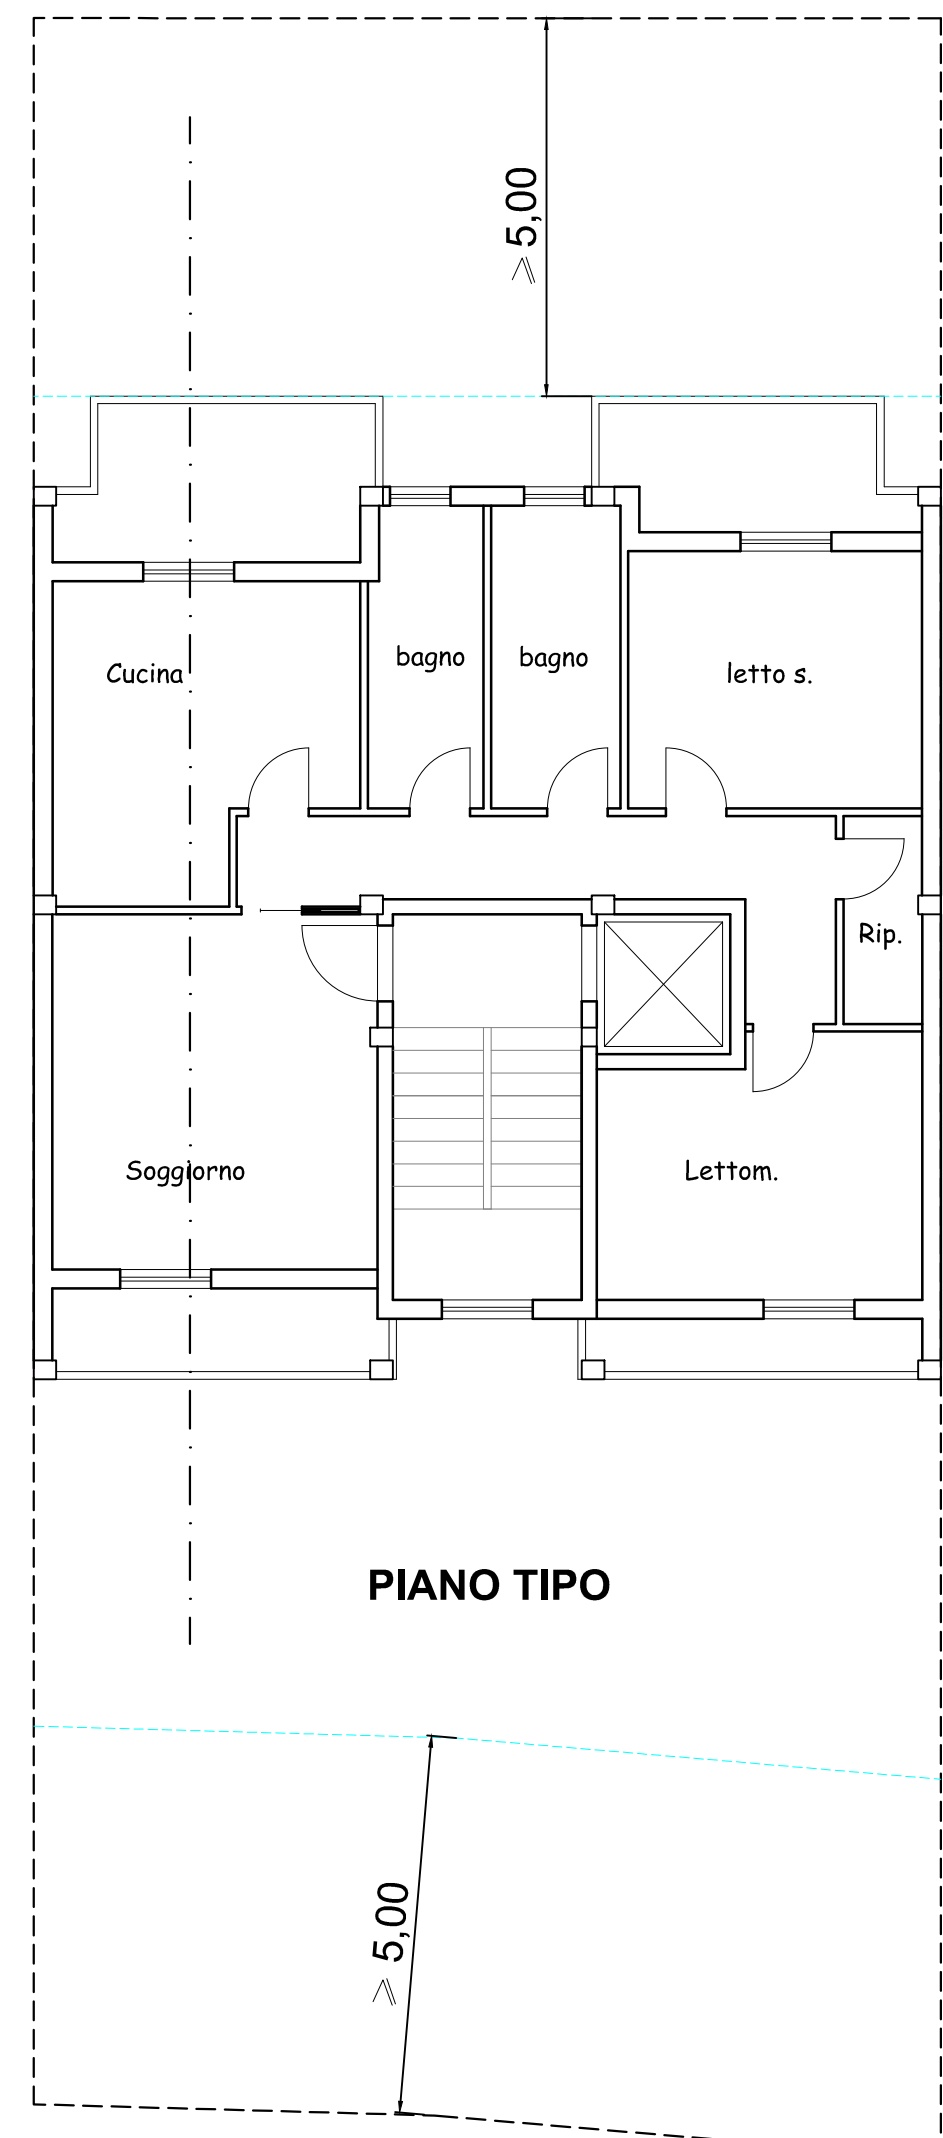 ⩾ 5,00
bagno
bagno
Cucina
letto s.
Rip.
Soggiorno
Lettom.
PIANO TIPO
⩾ 5,00